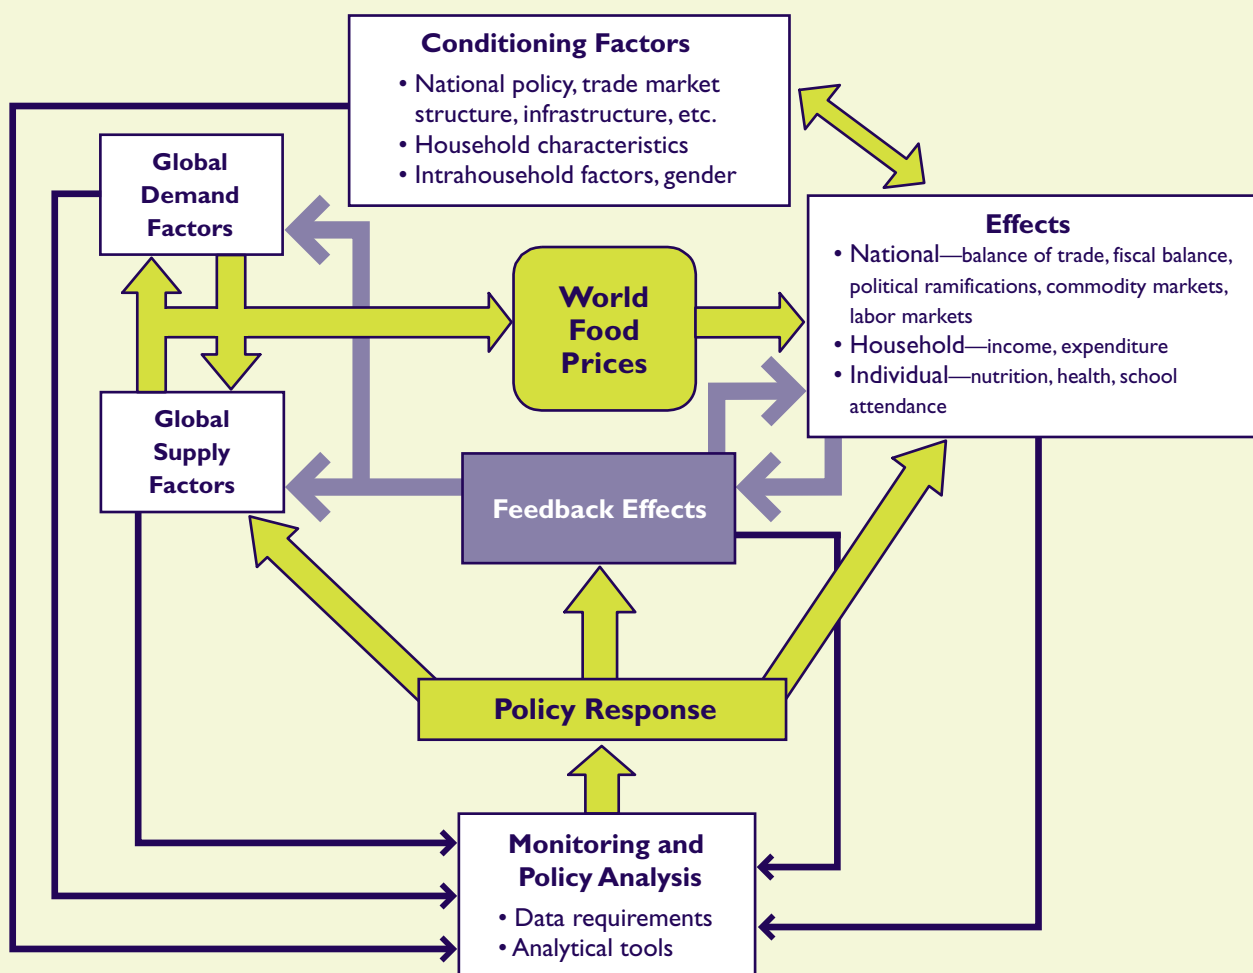 Conditioning Factors
• National policy, trade market
structure, infrastructure, etc.
• Household characteristics
• Intrahousehold factors, gender
Global
Demand
Factors
Effects
• National—balance of trade, fiscal balance,
political ramifications, commodity markets,
labor markets
• Household—income, expenditure
• Individual—nutrition, health, school
attendance
World
Food
Prices
Global
Supply
Factors
Feedback Effects
Policy Response
Monitoring and
Policy Analysis
• Data requirements
• Analytical tools